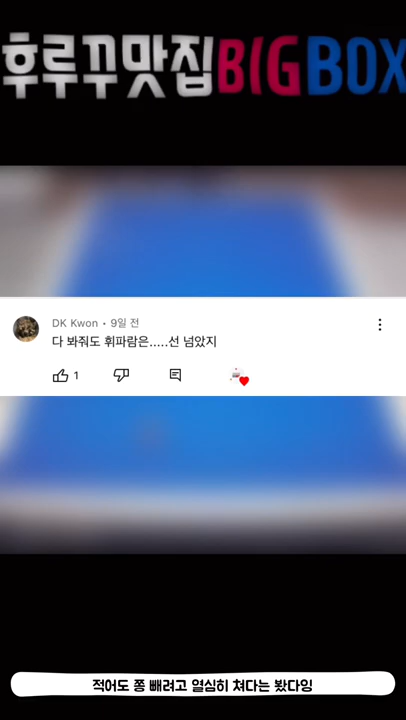 후루꾸맛집BIGBOX
DK Kwon • 9일 전
다 봐줘도 휘파람은.....선 넘았지
1
적어도 쫑 빼려고 열심히 쳐다는 봤다잉